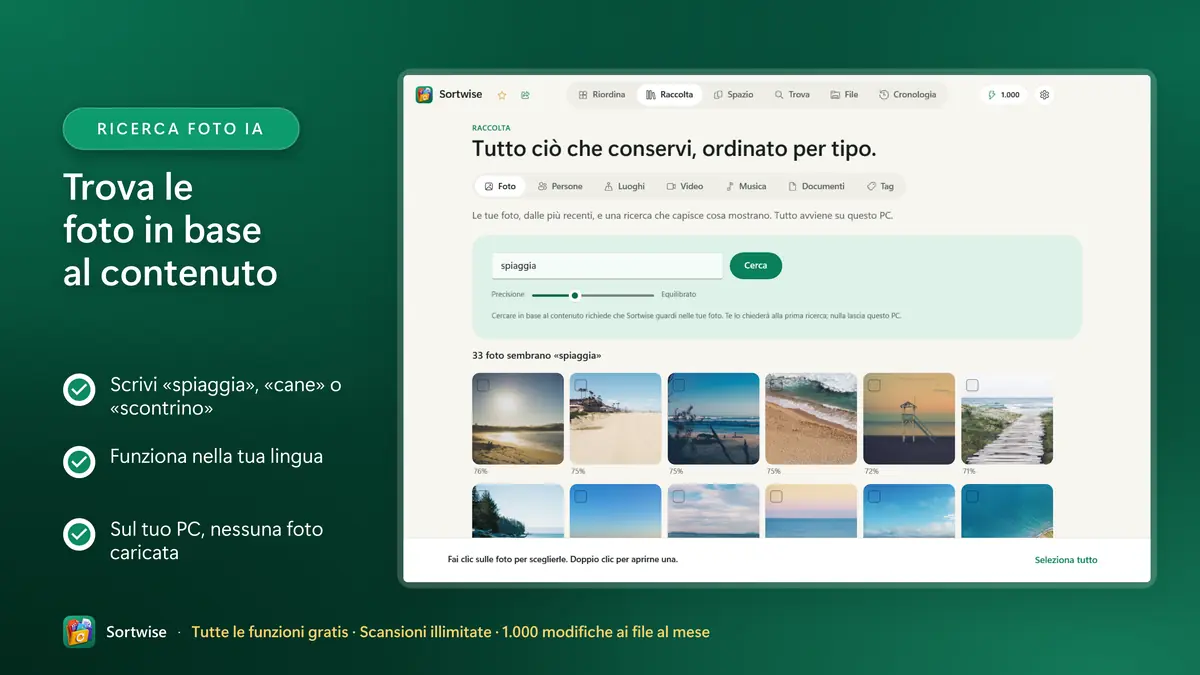 RICERCA FOTO IA
Trova le
foto in base
al contenuto
Scrivi «spiaggia», «cane» o
«scontrino»
Funziona nella tua lingua
Sul tuo PC, nessuna foto
caricata
Sortwise
Riordina
Raccolta
Spazio
Trova
File
Cronologia
1.000
RACCOLTA
Tutto ciò che conservi, ordinato per tipo.
Foto
Persone
Luoghi
Video
Musica
Documenti
Tag
Le tue foto, dalle più recenti, e una ricerca che capisce cosa mostrano. Tutto avviene su questo PC.
spiaggia
Cerca
Precisione
Equilibrato
Cercare in base al contenuto richiede che Sortwise guardi nelle tue foto. Te lo chiederà alla prima ricerca; nulla lascia questo PC.
33 foto sembrano «spiaggia»
76%
75%
75%
75%
72%
71%
Fai clic sulle foto per sceglierle. Doppio clic per aprirne una.
Seleziona tutto
Sortwise · Tutte le funzioni gratis · Scansioni illimitate · 1.000 modifiche ai file al mese